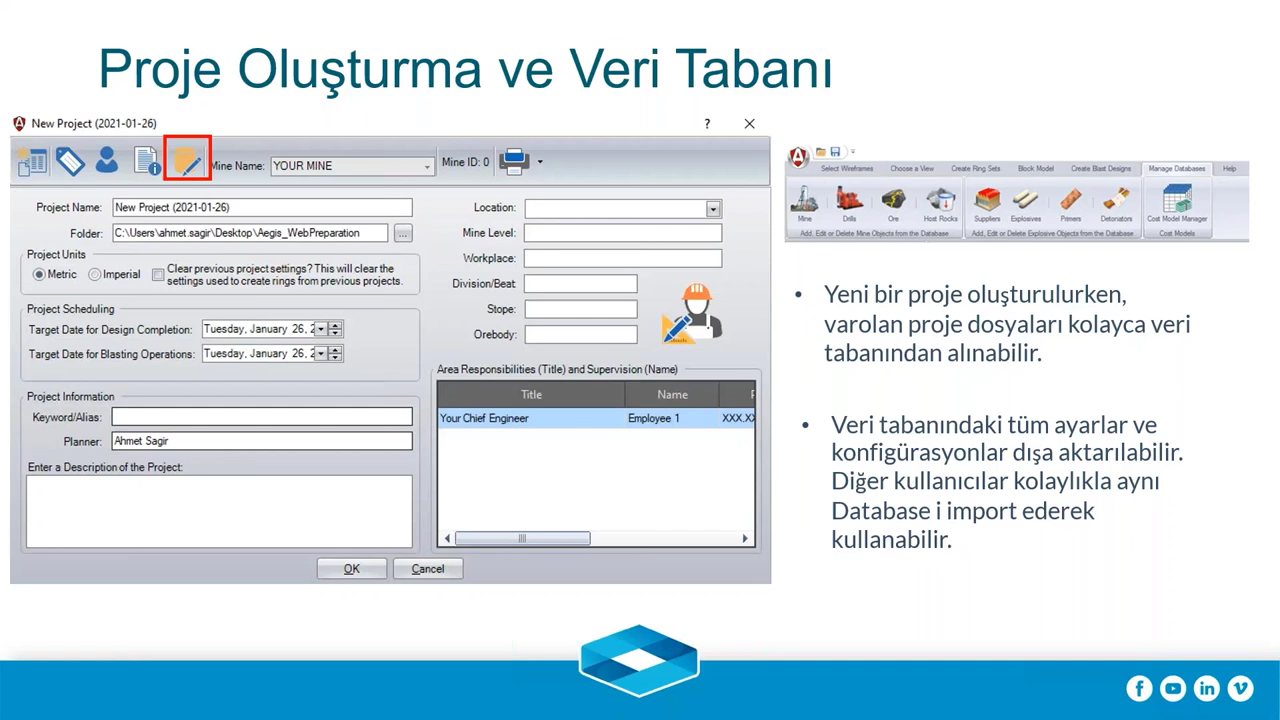 Proje Oluşturma ve Veri Tabanı
New Project (2021-01-26)
?
Mine Name: YOUR MINE Mine ID: 0
Project Name: New Project (2021-01-26)
Folder: C:\Users\ahmet.sagir\Desktop\Aegis_WebPreparation ...
Project Units
Metric Imperial Clear previous project settings? This will clear the
settings used to create rings from previous projects.
Project Scheduling
Target Date for Design Completion: Tuesday, January 26, 2
Target Date for Blasting Operations: Tuesday, January 26, 2
Project Information
Keyword/Alias:
Planner: Ahmet Sagir
Enter a Description of the Project:
Location:
Mine Level:
Workplace:
Division/Beat
Stope:
Orebody:
Area Responsibilities (Title) and Supervision (Name)
Title Name
Your Chief Engineer Employee 1 XXX.XX
OK Cancel
Select Wireframes Choose a View Create Ring Sets Block Model Create Blast Designs Manage Databases Help
Mine Drills Ore Host Rocks Suppliers Explosives Primers Detonators Cost Model Manager
Add, Edit or Delete Mine Objects from the Database Add, Edit or Delete Explosive Objects from the Database Cost Models
• Yeni bir proje oluşturulurken,
varolan proje dosyaları kolayca veri
tabanından alınabilir.
• Veri tabanındaki tüm ayarlar ve
konfigürasyonlar dışa aktarılabilir.
Diğer kullanıcılar kolaylıkla aynı
Database i import ederek
kullanabilir.